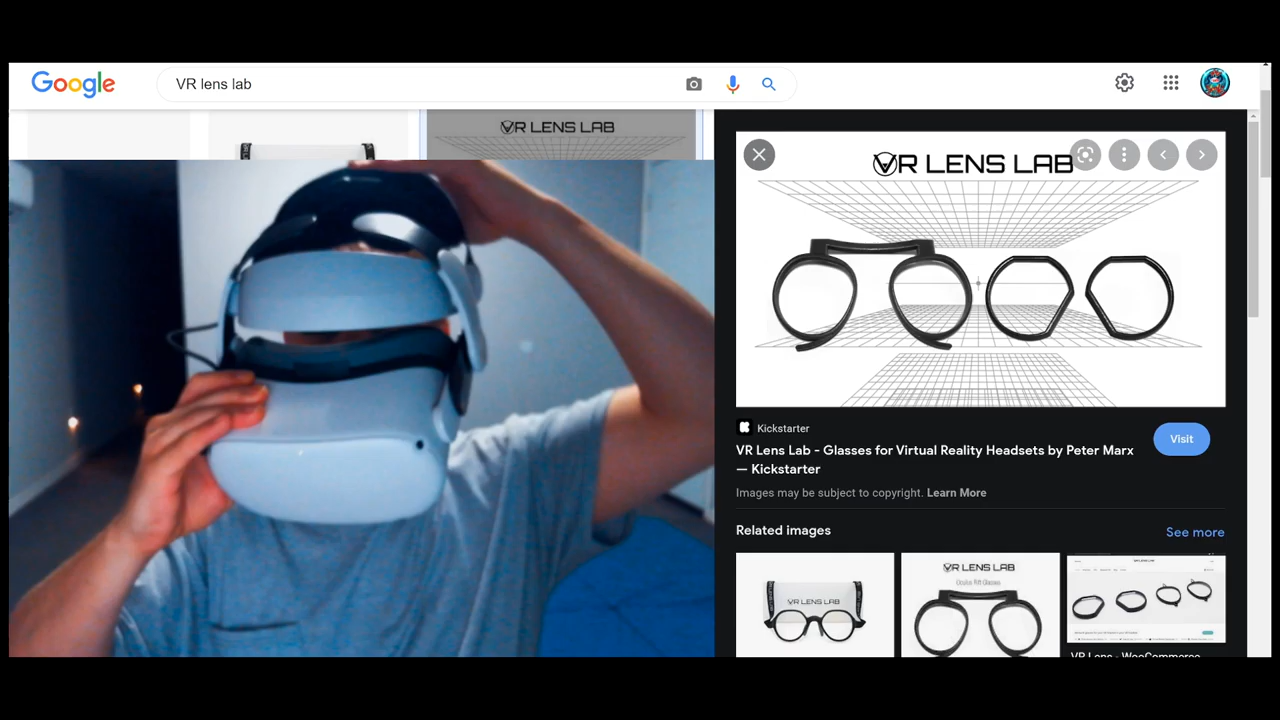 Google
VR lens lab
VR LENS LAB
VR LENS LAB
Kickstarter
VR Lens Lab - Glasses for Virtual Reality Headsets by Peter Marx
— Kickstarter
Visit
Images may be subject to copyright. Learn More
Related images
See more
VR LENS LAB
VR LENS LAB
Oculus Rift Glasses
VR Lens - WooCommerce